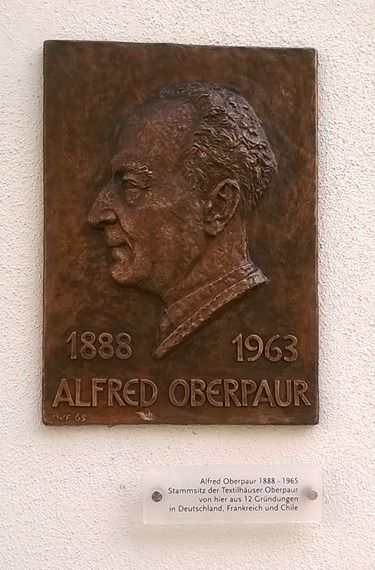 1888 1963
ALFRED OBERPAUR
Alfred Oberpaur 1888 - 1965
Stammsitz der Textilhäuser Oberpaur
von hier aus 12 Gründungen
in Deutschland, Frankreich und Chile